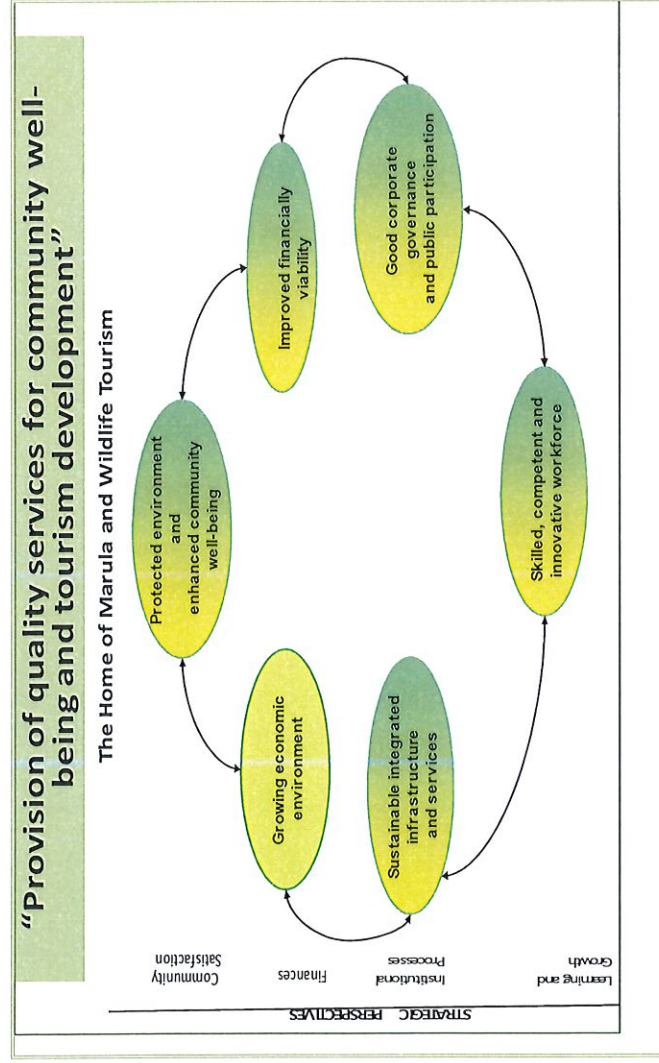 “Provision of quality services for community well-
being and tourism development”
The Home of Marula and Wildlife Tourism
STRATEGIC PERSPECTIVES
Community
Satisfaction
Protected environment
and
enhanced community
well-being
Finances
Growing economic
environment
Improved financially
viability
Institutional
Processes
Sustainable integrated
infrastructure
and services
Good corporate
governance
and public participation
Learning and
Growth
Skilled, competent and
innovative workforce